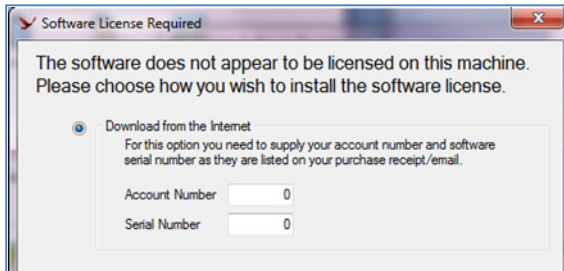 Software License Required
The software does not appear to be licensed on this machine.
Please choose how you wish to install the software license.
Download from the Internet
For this option you need to supply your account number and software
serial number as they are listed on your purchase receipt/email.
Account Number 0
Serial Number 0